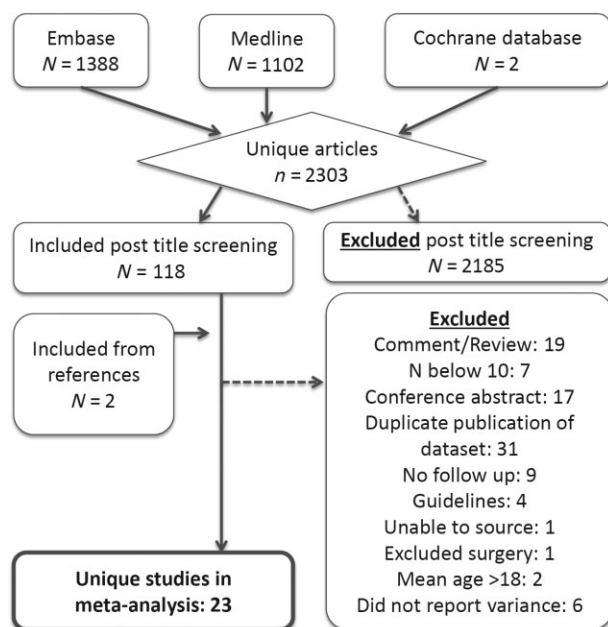 Embase
N = 1388
Medline
N = 1102
Cochrane database
N = 2
Unique articles
n = 2303
Included post title screening
N = 118
Excluded post title screening
N = 2185
Included from
references
N = 2
Excluded
Comment/Review: 19
N below 10: 7
Conference abstract: 17
Duplicate publication of
dataset: 31
No follow up: 9
Guidelines: 4
Unable to source: 1
Excluded surgery: 1
Mean age >18: 2
Did not report variance: 6
Unique studies in
meta-analysis: 23